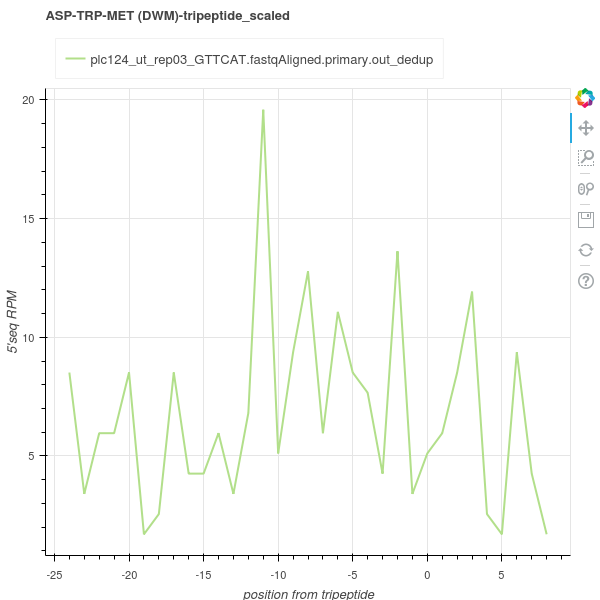 ASP-TRP-MET (DWM)-tripeptide_scaled
plc124_ut_rep03_GTTCAT.fastqAligned.primary.out_dedup
20
15
10
5
5'seq RPM
-25 -20 -15 -10 -5 0 5
position from tripeptide